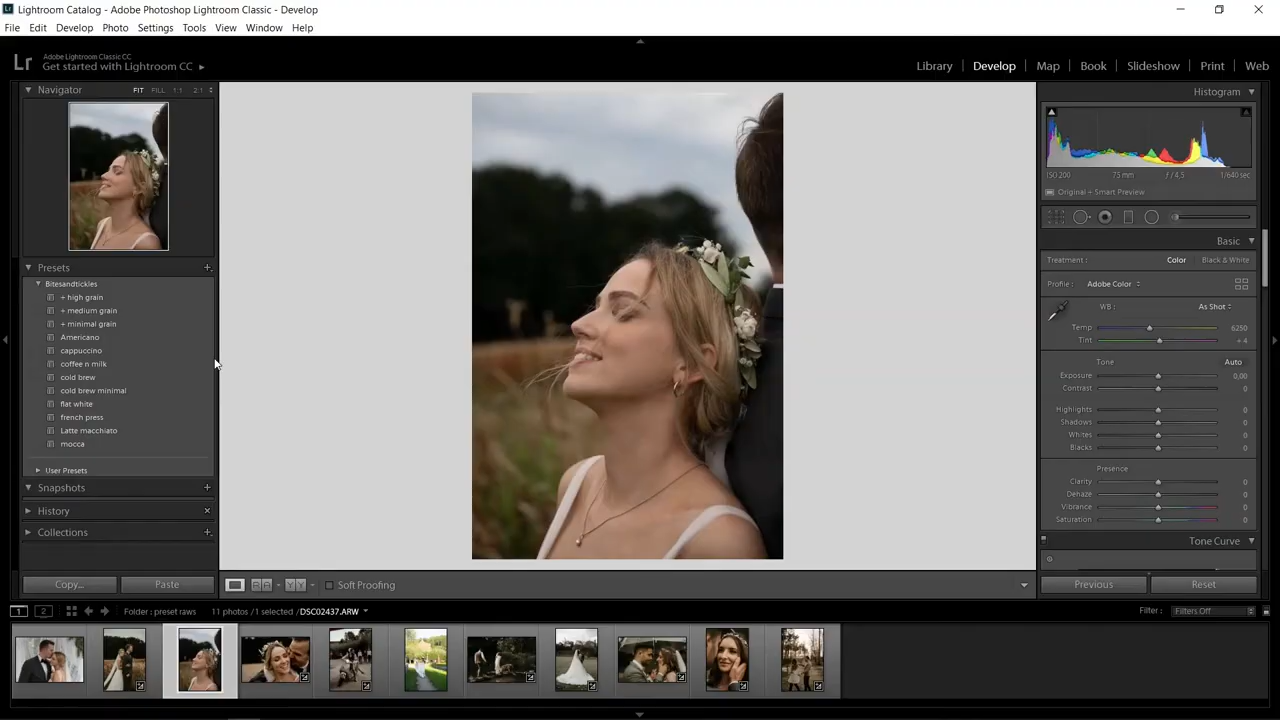 Lightroom Catalog - Adobe Photoshop Lightroom Classic - Develop
File Edit Develop Photo Settings Tools View Window Help
Lr
Adobe Lightroom Classic CC
Get started with Lightroom CC
Library Develop Map Book Slideshow Print Web
Navigator FIT FILL 1:1 2:1
Presets
Bitesandtickles
+ high grain
+ medium grain
+ minimal grain
Americano
cappuccino
coffee n milk
cold brew
cold brew minimal
flat white
french press
Latte macchiato
mocca
User Presets
Snapshots
History
Collections
Copy... Paste
Soft Proofing
Histogram
ISO 200 75 mm ƒ / 4,5 1/640 sec
Original + Smart Preview
Basic
Treatment : Color Black & White
Profile : Adobe Color
WB : As Shot
Temp 6250
Tint + 4
Tone Auto
Exposure 0,00
Contrast 0
Highlights 0
Shadows 0
Whites 0
Blacks 0
Presence
Clarity 0
Dehaze 0
Vibrance 0
Saturation 0
Tone Curve
Previous Reset
1 2 Folder : preset raws 11 photos / 1 selected / DSC02437.ARW
Filter : Filters Off